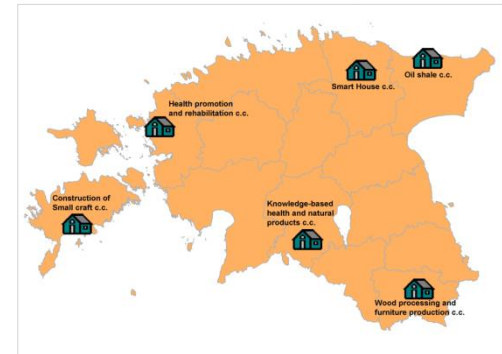 Oil shale c.c.
Smart House c.c.
Health promotion
and rehabilitation c.c.
Construction of
Small craft c.c.
Knowledge-based
health and natural
products c.c.
Wood processing and
furniture production c.c.